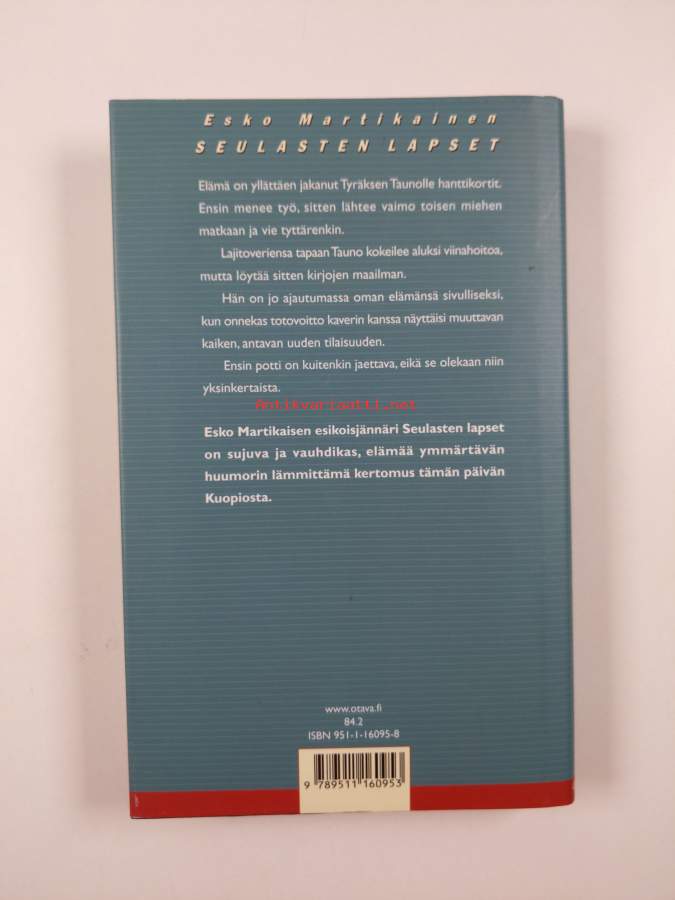 Esko Martikainen
SEULASTEN LAPSET
Elämä on yllättäen jakanut Tyräksen Taunolle hanttikortit.
Ensin menee työ, sitten lähtee vaimo toisen miehen
matkaan ja vie tyttärenkin.
Lajitoveriensa tapaan Tauno kokeilee aluksi viinahoitoa,
mutta löytää sitten kirjojen maailman.
Hän on jo ajautumassa oman elämänsä sivulliseksi,
kun onnekas totovoitto kaverin kanssa näyttäisi muuttavan
kaiken, antavan uuden tilaisuuden.
Ensin potti on kuitenkin jaettava, eikä se olekaan niin
yksinkertaista.
Antikvariaatti.net
Esko Martikaisen esikoisjännäri Seulasten lapset
on sujuva ja vauhdikas, elämää ymmärtävän
huumorin lämmittämä kertomus tämän päivän
Kuopiosta.
www.otava.fi
84.2
ISBN 951-1-16095-8
9 789511 160953